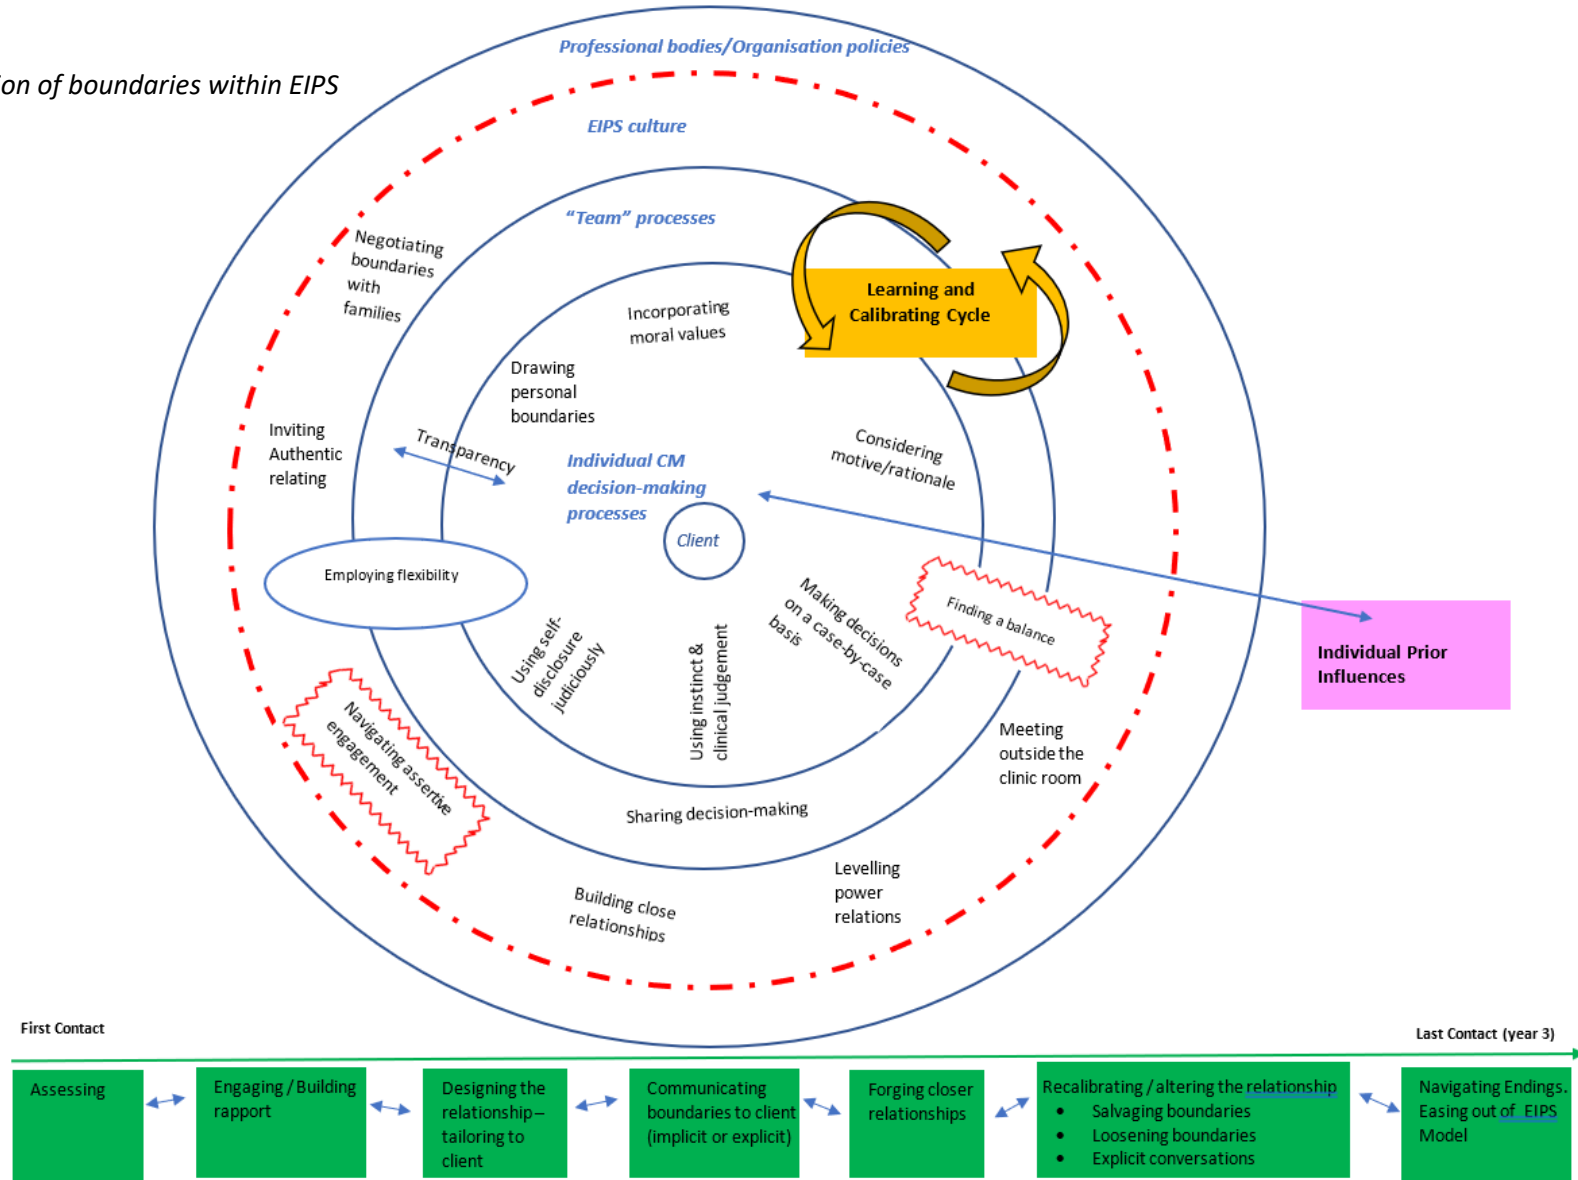 Professional bodies/Organisation policies
on of boundaries within EIPS
EIPS culture
“Team” processes
Negotiating
boundaries
with
families
Learning and
Calibrating Cycle
Incorporating
moral values
Drawing
personal
boundaries
Inviting
Authentic
relating
Transparency
Considering
motive/rationale
Individual CM
decision-making
processes
Client
Employing flexibility
Making decisions
on a case-by-case
basis
Finding a balance
Using self-
disclosure
judiciously
Using instinct &
clinical judgement
Individual Prior
Influences
Navigating assertive
engagement
Meeting
outside the
clinic room
Sharing decision-making
Levelling
power
relations
Building close
relationships
First Contact
Last Contact (year 3)
Assessing
Engaging / Building
rapport
Designing the
relationship –
tailoring to
client
Communicating
boundaries to client
(implicit or explicit)
Forging closer
relationships
Recalibrating / altering the relationship
• Salvaging boundaries
• Loosening boundaries
• Explicit conversations
Navigating Endings.
Easing out of EIPS
Model